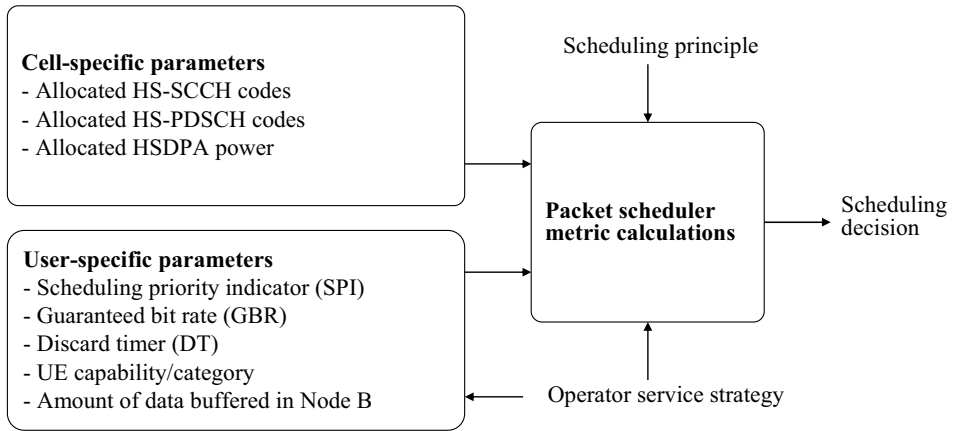 Cell-specific parameters
- Allocated HS-SCCH codes
- Allocated HS-PDSCH codes
- Allocated HSDPA power
User-specific parameters
- Scheduling priority indicator (SPI)
- Guaranteed bit rate (GBR)
- Discard timer (DT)
- UE capability/category
- Amount of data buffered in Node B
Scheduling principle
Packet scheduler
metric calculations
Operator service strategy
Scheduling
decision